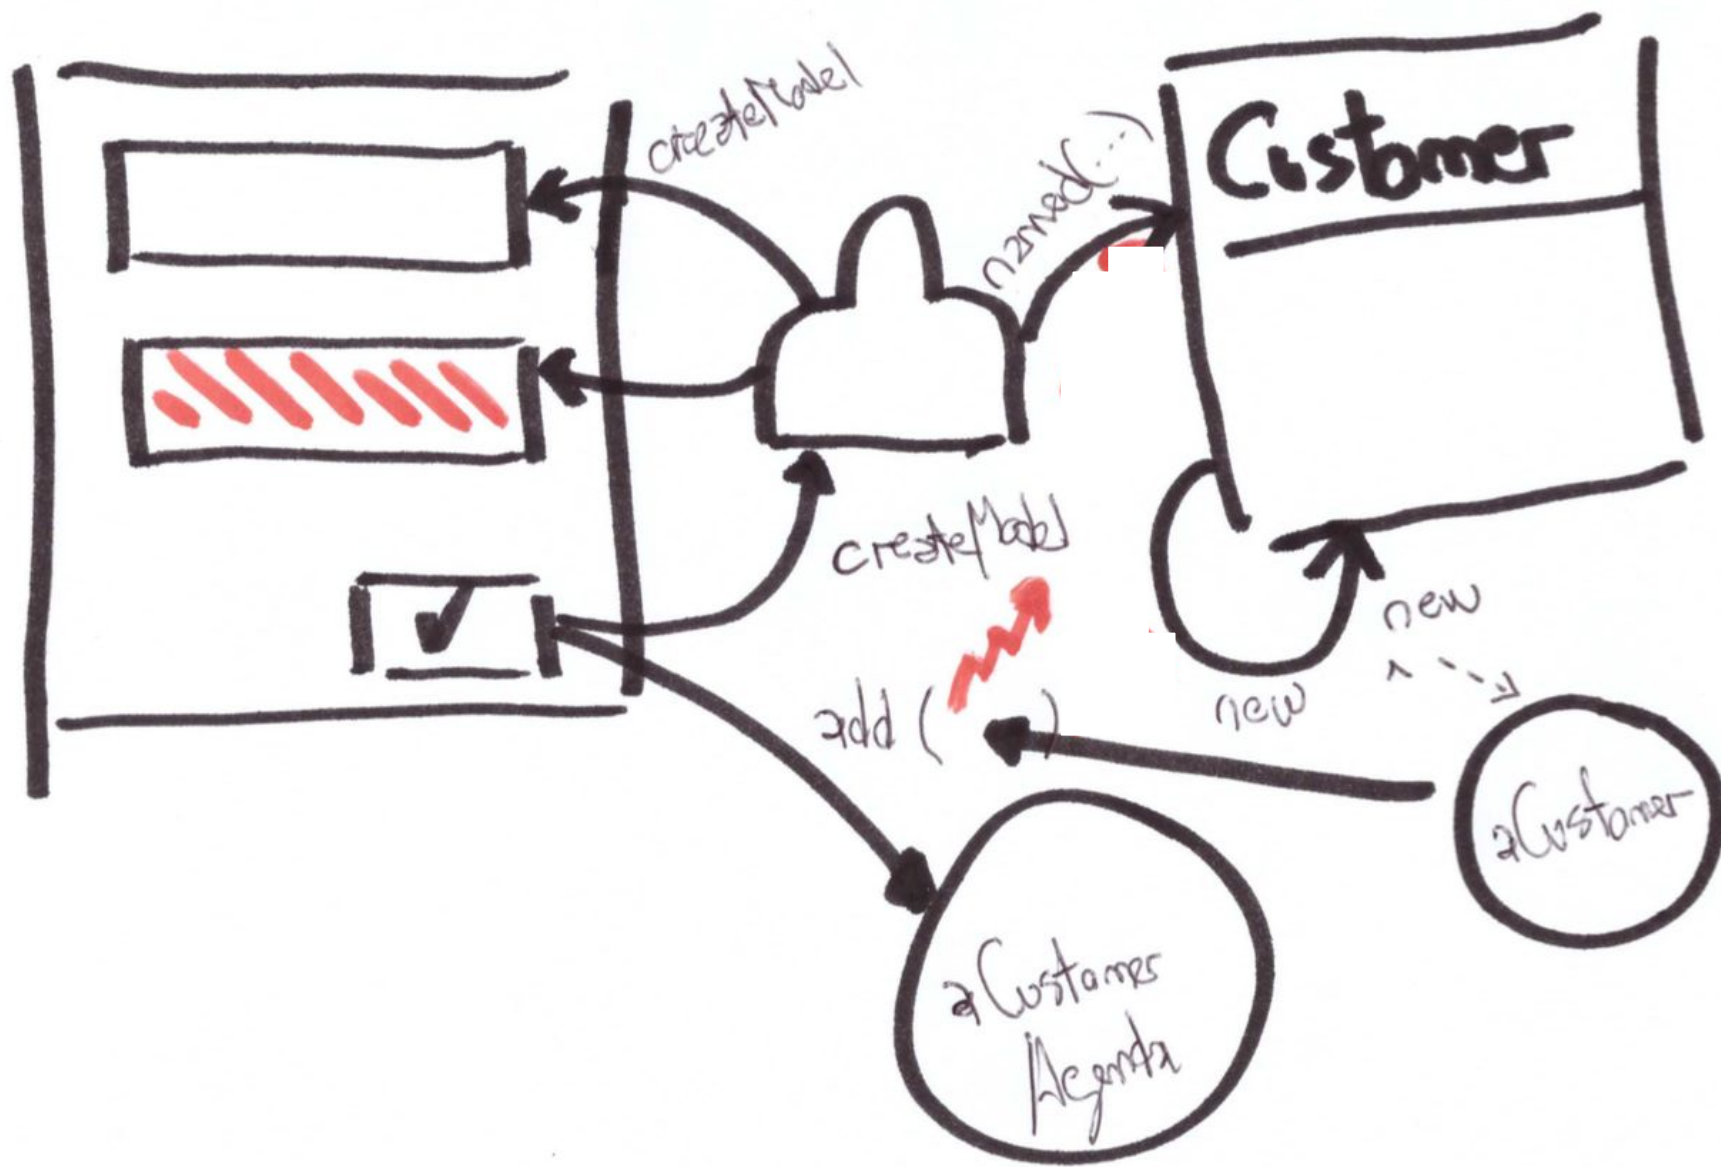 createModel
named(...)
Customer
createModel
new
new
add ( )
aCustomer
aCustomer
Agenda